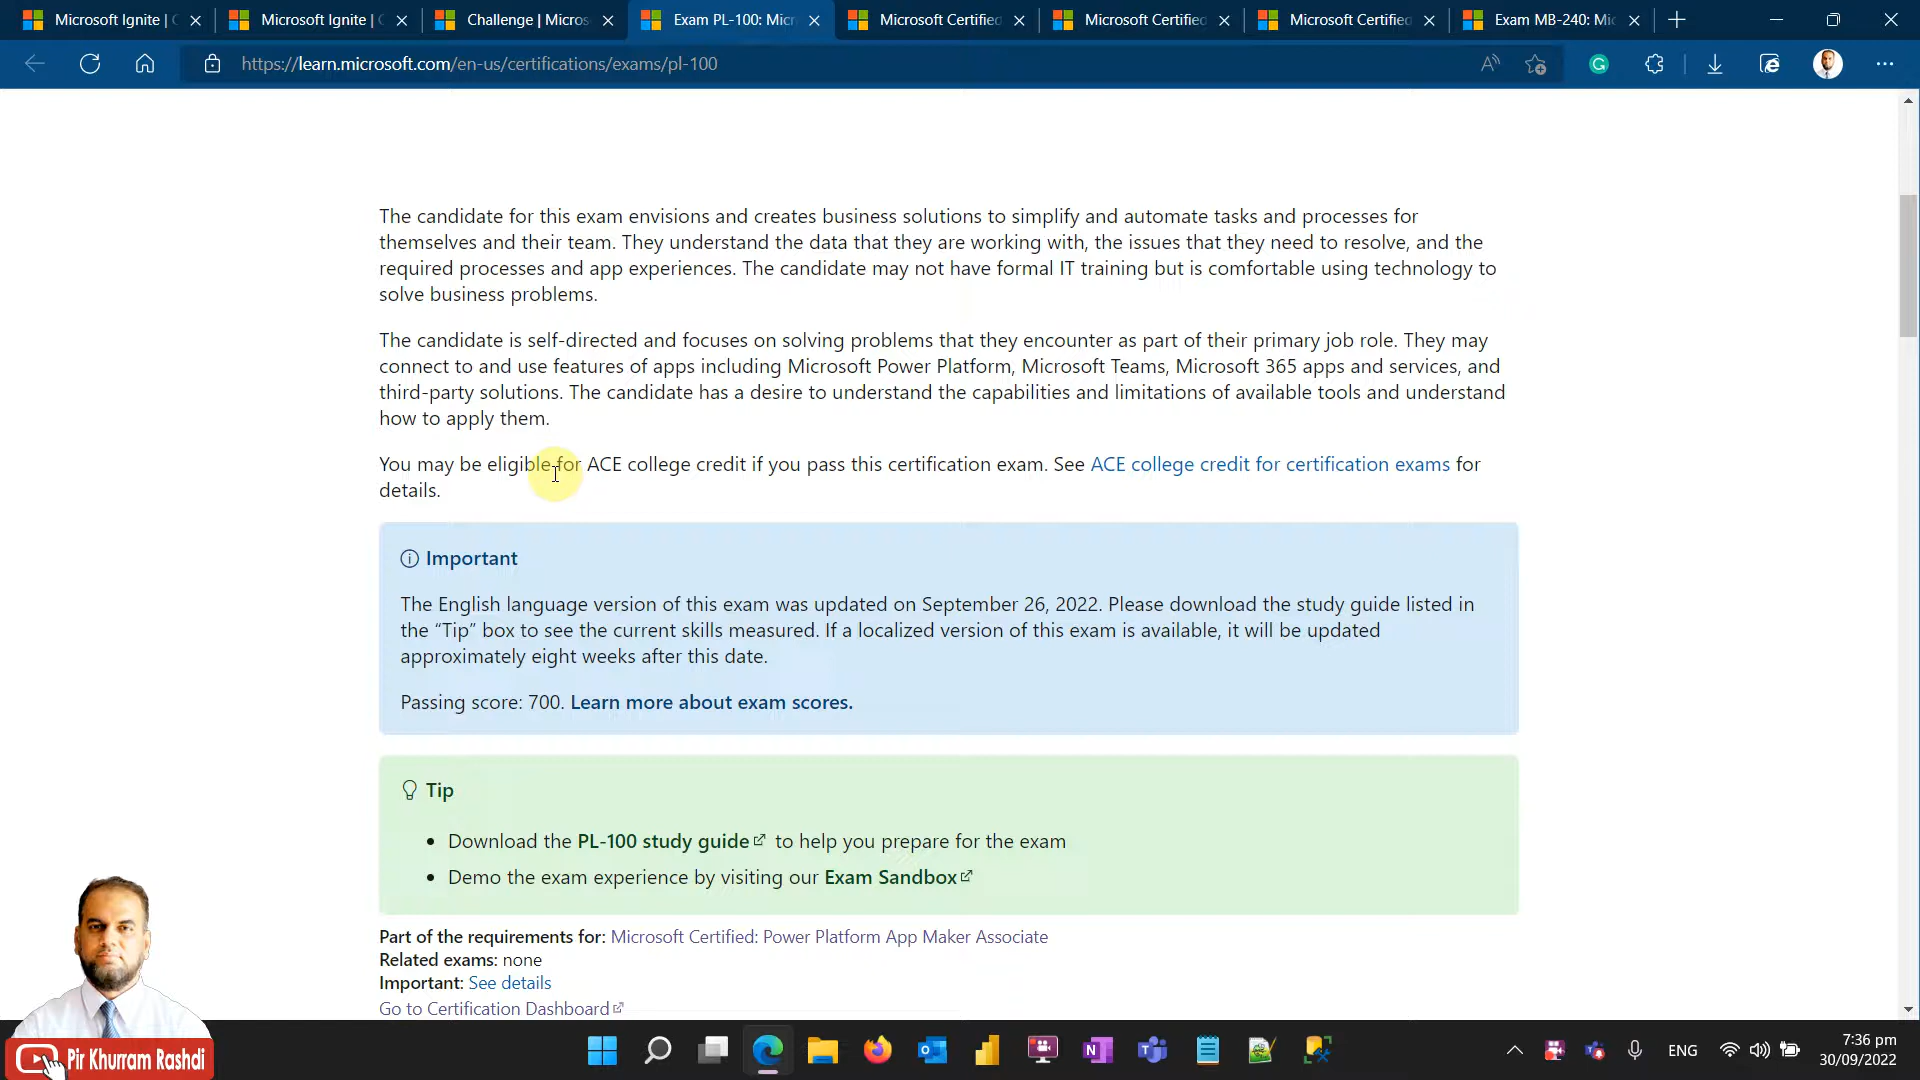 Microsoft Ignite |
Microsoft Ignite |
Challenge | Micros
Exam PL-100: Micr
Microsoft Certified
Microsoft Certified
Microsoft Certified
Exam MB-240: Mi
https://learn.microsoft.com/en-us/certifications/exams/pl-100
The candidate for this exam envisions and creates business solutions to simplify and automate tasks and processes for
themselves and their team. They understand the data that they are working with, the issues that they need to resolve, and the
required processes and app experiences. The candidate may not have formal IT training but is comfortable using technology to
solve business problems.
The candidate is self-directed and focuses on solving problems that they encounter as part of their primary job role. They may
connect to and use features of apps including Microsoft Power Platform, Microsoft Teams, Microsoft 365 apps and services, and
third-party solutions. The candidate has a desire to understand the capabilities and limitations of available tools and understand
how to apply them.
You may be eligible for ACE college credit if you pass this certification exam. See ACE college credit for certification exams for
details.
Important
The English language version of this exam was updated on September 26, 2022. Please download the study guide listed in
the “Tip” box to see the current skills measured. If a localized version of this exam is available, it will be updated
approximately eight weeks after this date.
Passing score: 700. Learn more about exam scores.
Tip
• Download the PL-100 study guide to help you prepare for the exam
• Demo the exam experience by visiting our Exam Sandbox
Part of the requirements for: Microsoft Certified: Power Platform App Maker Associate
Related exams: none
Important: See details
Go to Certification Dashboard
Pir Khurram Rashdi
ENG
7:36 pm
30/09/2022